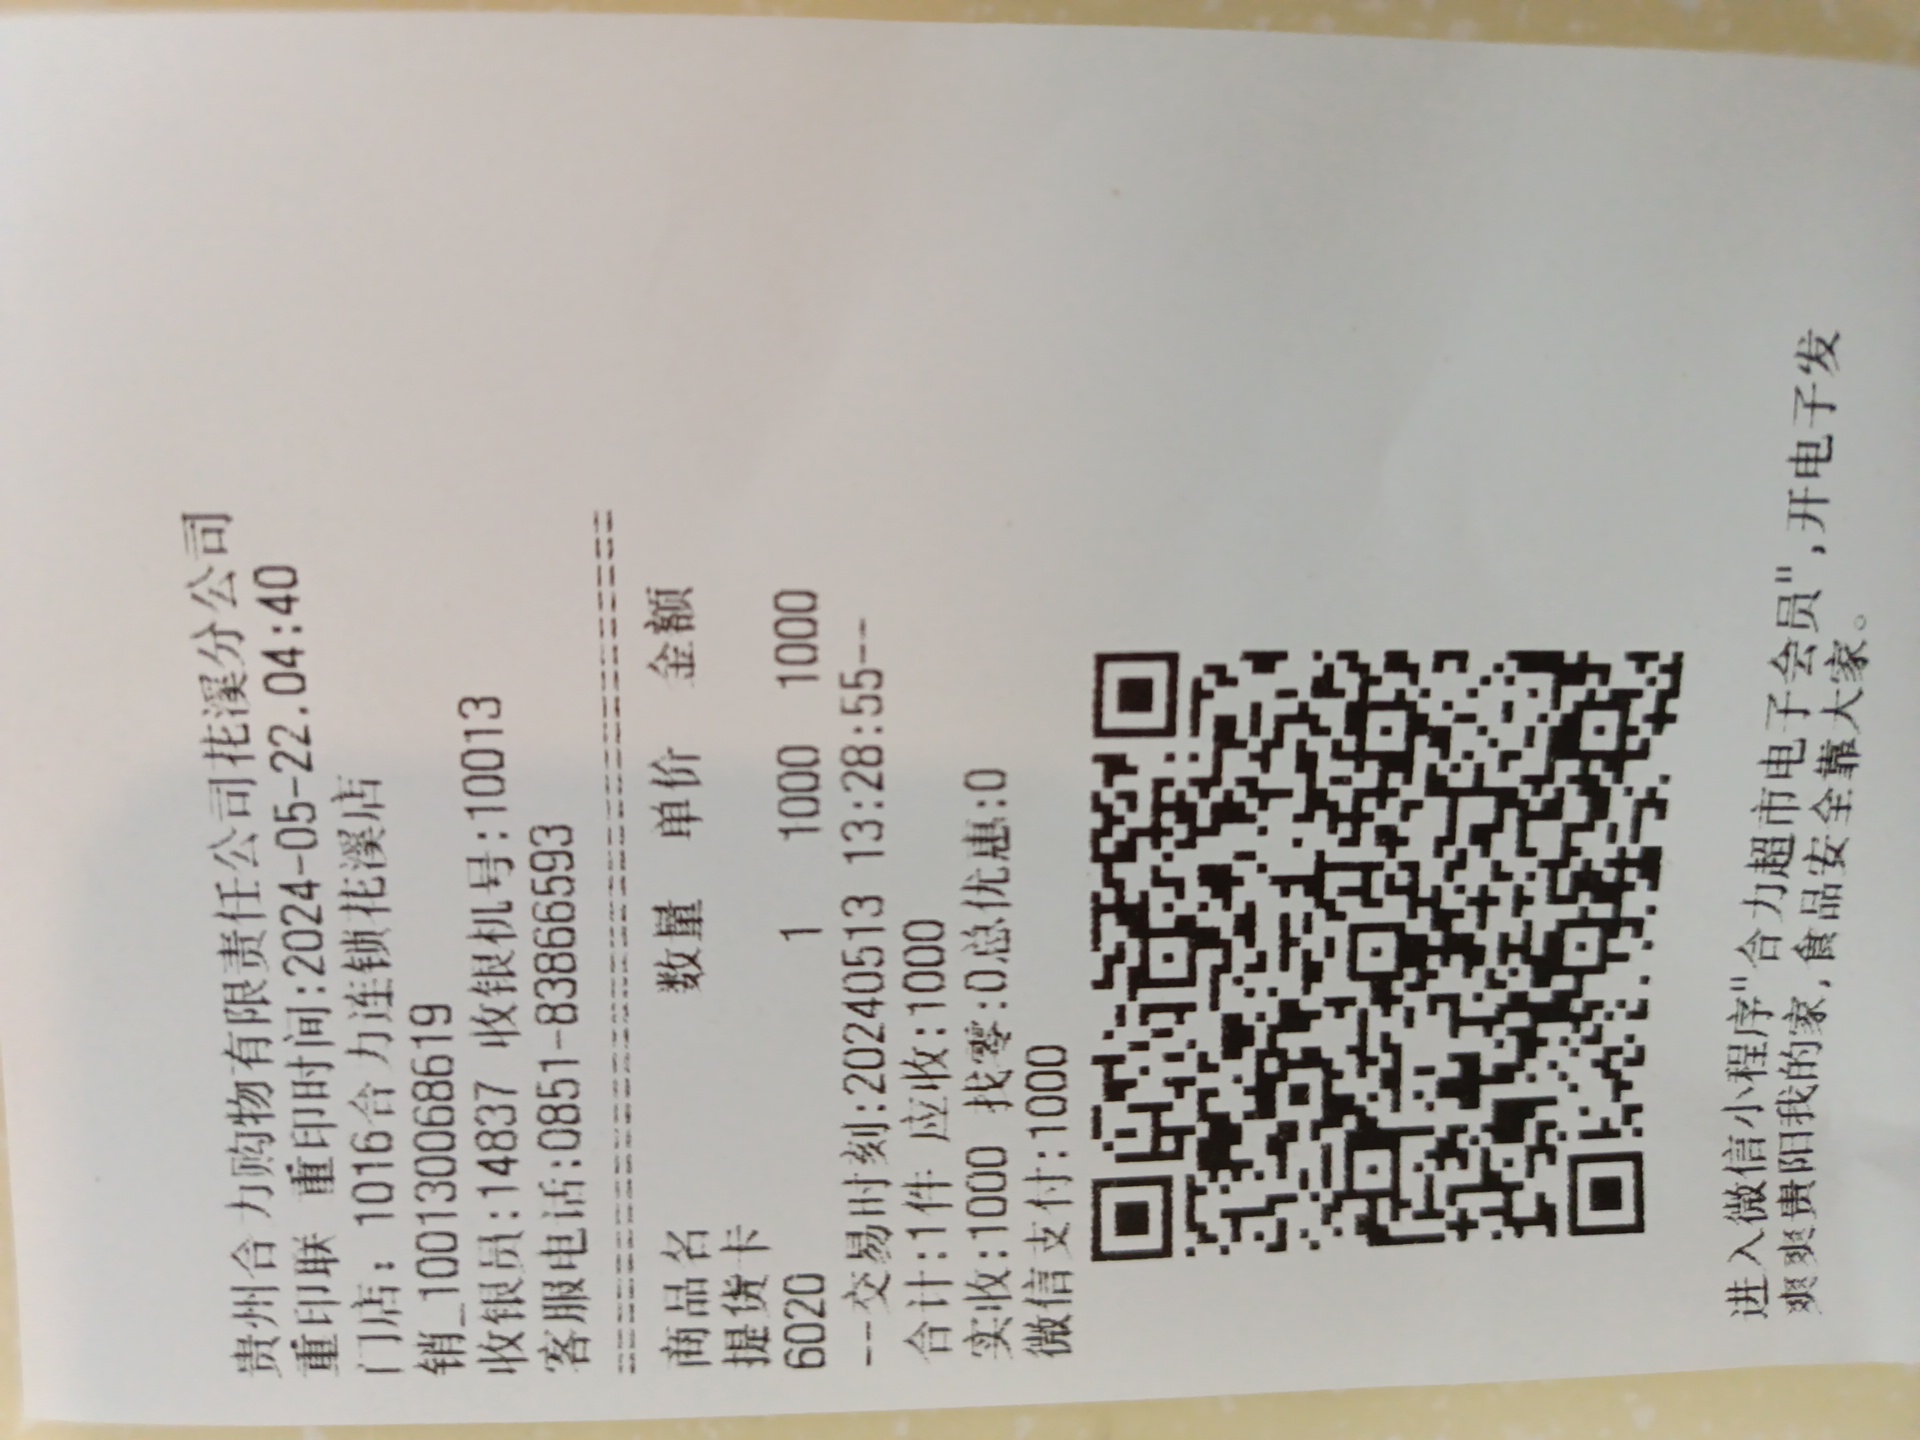 贵州合力购物有限责任公司花溪分公司
重印联 重印时间:2024-05-22.04:40
门店: 1016合力连锁花溪店
销_100130068619
收银员:14837 收银机号:10013
客服电话:0851-83866593
================================
商品名 数量 单价 金额
提货卡
6020 1 1000 1000
--交易时刻:20240513 13:28:55--
合计:1件 应收:1000
实收:1000 找零:0总优惠:0
微信支付:1000
进入微信小程序"合力超市电子会员",开电子发
爽爽贵阳我的家,食品安全靠大家。